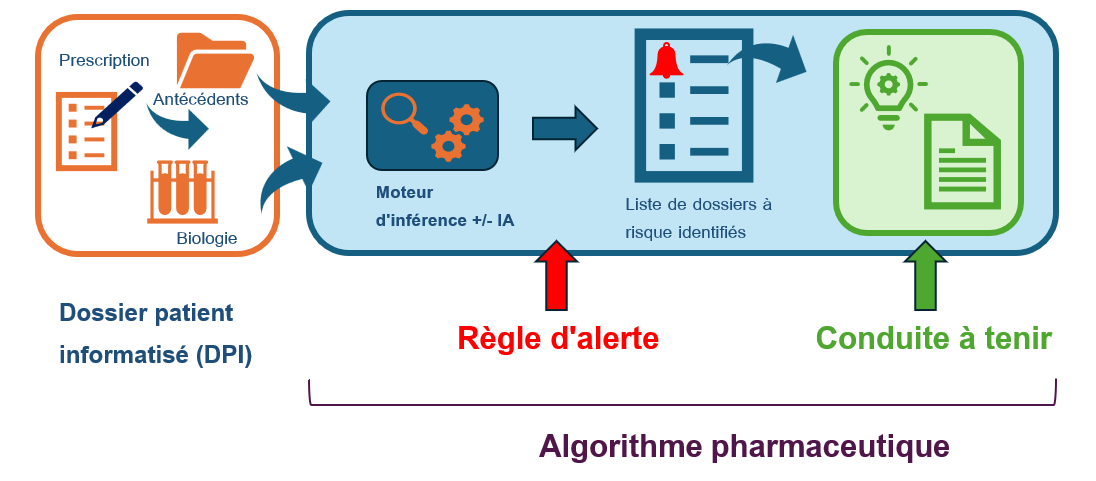 Prescription
Antécédents
Biologie
Dossier patient
informatisé (DPI)
Moteur
d'inférence +/- IA
Liste de dossiers à
risque identifiés
Règle d'alerte
Conduite à tenir
Algorithme pharmaceutique